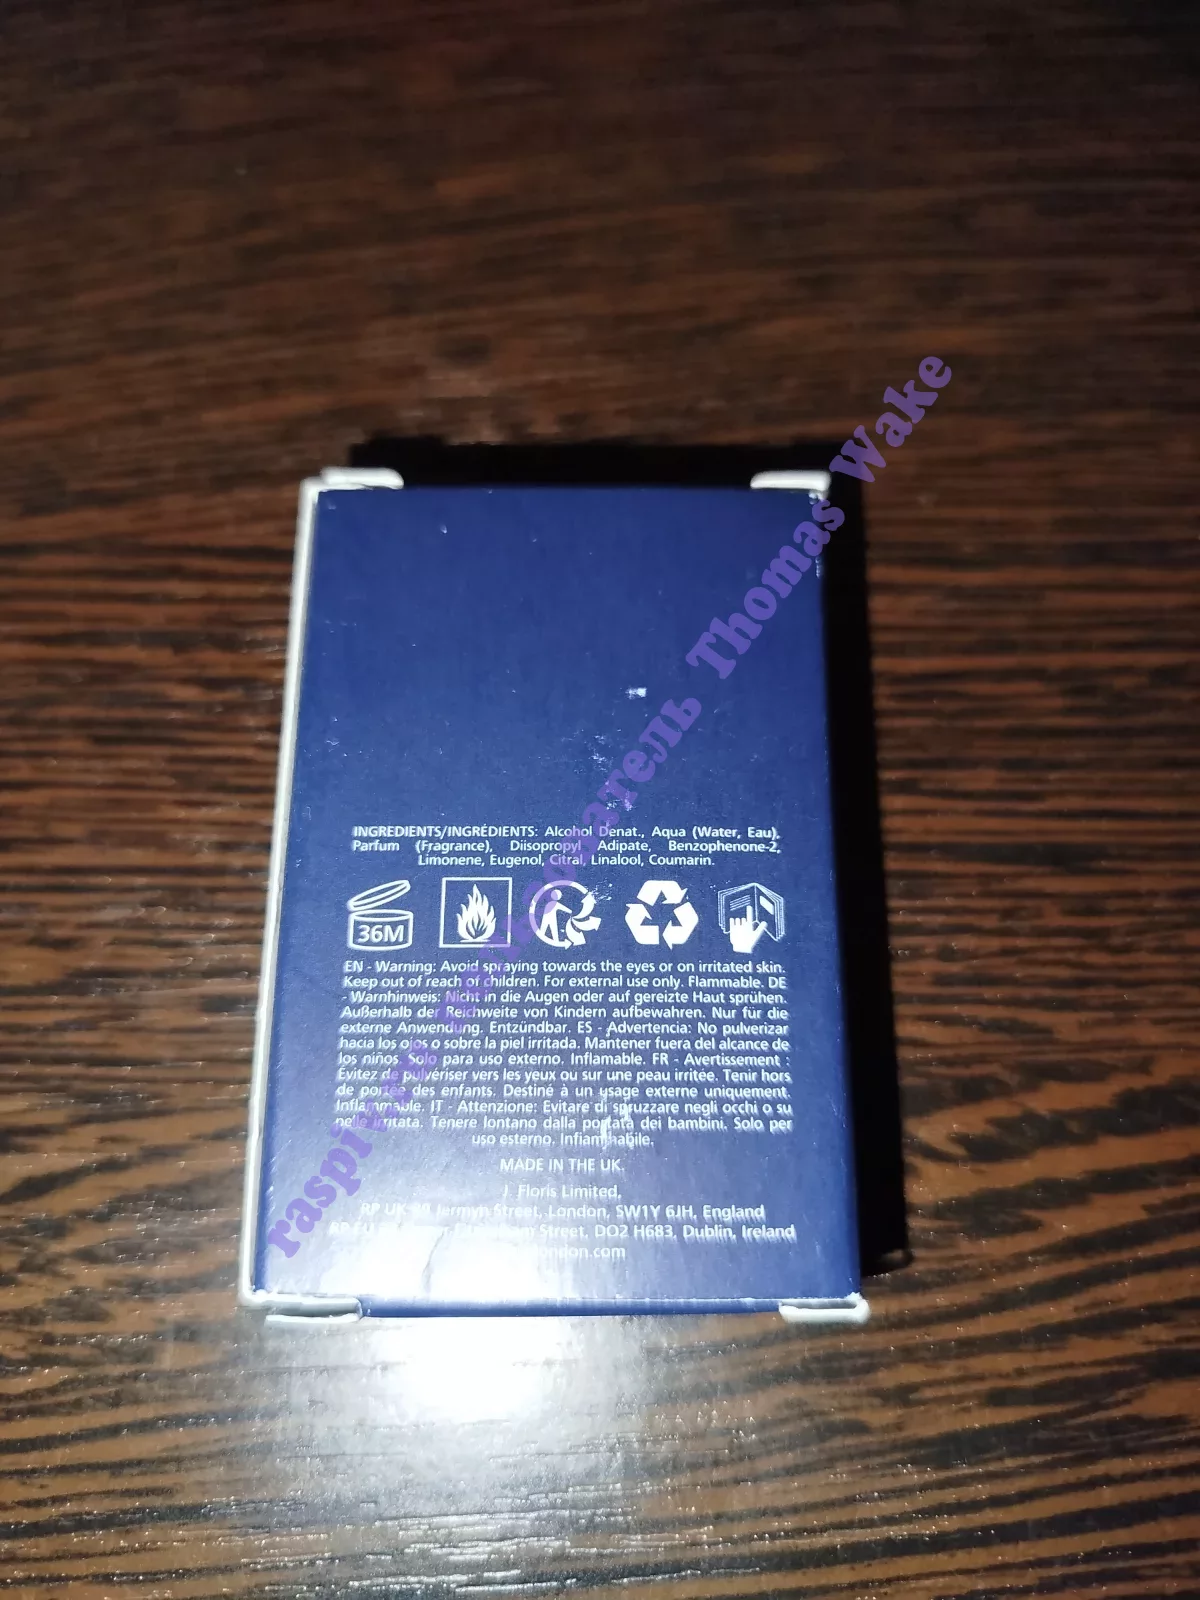 INGREDIENTS/INGRÉDIENTS: Alcohol Denat., Aqua (Water, Eau),
Parfum (Fragrance), Diisopropyl Adipate, Benzophenone-2,
Limonene, Eugenol, Citral, Linalool, Coumarin.
36M
EN - Warning: Avoid spraying towards the eyes or on irritated skin.
Keep out of reach of children. For external use only. Flammable. DE
- Warnhinweis: Nicht in die Augen oder auf gereizte Haut sprühen.
Außerhalb der Reichweite von Kindern aufbewahren. Nur für die
externe Anwendung. Entzündbar. ES - Advertencia: No pulverizar
hacia los ojos o sobre la piel irritada. Mantener fuera del alcance de
los niños. Solo para uso externo. Inflamable. FR - Avertissement :
Évitez de pulvériser vers les yeux ou sur une peau irritée. Tenir hors
de portée des enfants. Destiné à un usage externe uniquement.
Inflammable. IT - Attenzione: Evitare di spruzzare negli occhi o su
pelle irritata. Tenere lontano dalla portata dei bambini. Solo per
uso esterno. Infiammabile.
MADE IN THE UK.
J. Floris Limited,
RP UK 89 Jermyn Street, London, SW1Y 6JH, England
Street, DO2 H683, Dublin, Ireland
london.com
Thomas Wake